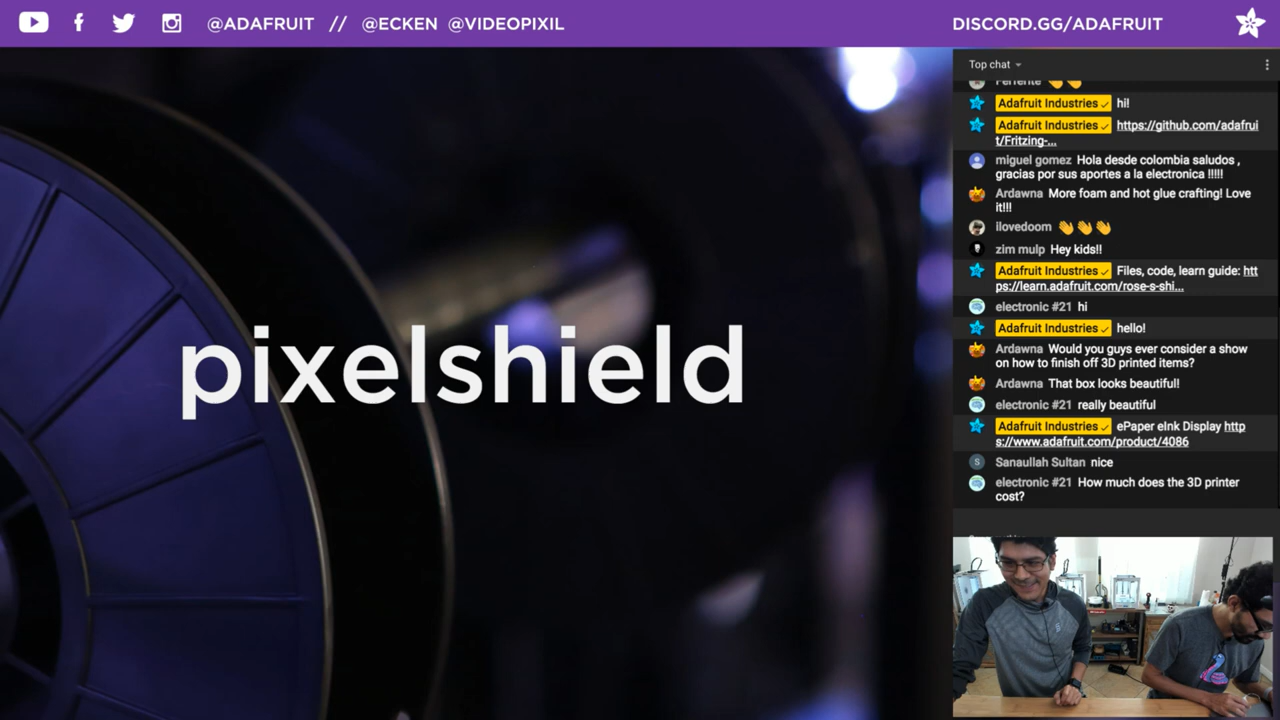 @ADAFRUIT // @ECKEN @VIDEOPIXIL
DISCORD.GG/ADAFRUIT
Top chat
pixelshield
Adafruit Industries hi!
Adafruit Industries https://github.com/adafrui
t/Fritzing-...
miguel gomez Hola desde colombia saludos ,
gracias por sus aportes a la electronica !!!!!
Ardawna More foam and hot glue crafting! Love
it!!!
ilovedoom 👏👏👏
zim mulp Hey kids!!
Adafruit Industries Files, code, learn guide: htt
ps://learn.adafruit.com/rose-s-shi...
electronic #21 hi
Adafruit Industries hello!
Ardawna Would you guys ever consider a show
on how to finish off 3D printed items?
Ardawna That box looks beautiful!
electronic #21 really beautiful
Adafruit Industries ePaper eInk Display http
s://www.adafruit.com/product/4086
S Sanaullah Sultan nice
electronic #21 How much does the 3D printer
cost?